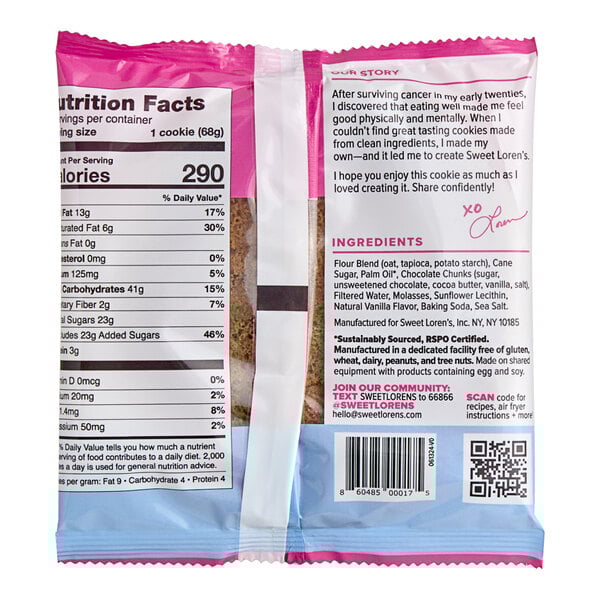 utrition Facts
rvings per container
ing size 1 cookie (68g)
nt Per Serving
alories 290
% Daily Value*
Fat 13g 17%
urated Fat 6g 30%
ns Fat 0g
sterol 0mg 0%
um 125mg 5%
Carbohydrates 41g 15%
ary Fiber 2g 7%
al Sugars 23g
udes 23g Added Sugars 46%
ein 3g
min D 0mcg 0%
um 20mg 2%
1.4mg 8%
ssium 50mg 2%
% Daily Value tells you how much a nutrient
erving of food contributes to a daily diet. 2,000
es a day is used for general nutrition advice.
es per gram: Fat 9 • Carbohydrate 4 • Protein 4
OUR STORY
After surviving cancer in my early twenties,
I discovered that eating well made me feel
good physically and mentally. When I
couldn't find great tasting cookies made
from clean ingredients, I made my
own—and it led me to create Sweet Loren's.
I hope you enjoy this cookie as much as I
loved creating it. Share confidently!
XO
Loren
INGREDIENTS
Flour Blend (oat, tapioca, potato starch), Cane
Sugar, Palm Oil*, Chocolate Chunks (sugar,
unsweetened chocolate, cocoa butter, vanilla, salt),
Filtered Water, Molasses, Sunflower Lecithin,
Natural Vanilla Flavor, Baking Soda, Sea Salt.
Manufactured for Sweet Loren's, Inc. NY, NY 10185
*Sustainably Sourced, RSPO Certified.
Manufactured in a dedicated facility free of gluten,
wheat, dairy, peanuts, and tree nuts. Made on shared
equipment with products containing egg and soy.
JOIN OUR COMMUNITY:
TEXT SWEETLORENS to 66866
@SWEETLORENS
hello@sweetlorens.com
SCAN code for
recipes, air fryer
instructions + more
8 60485 00017 5
061324-V0